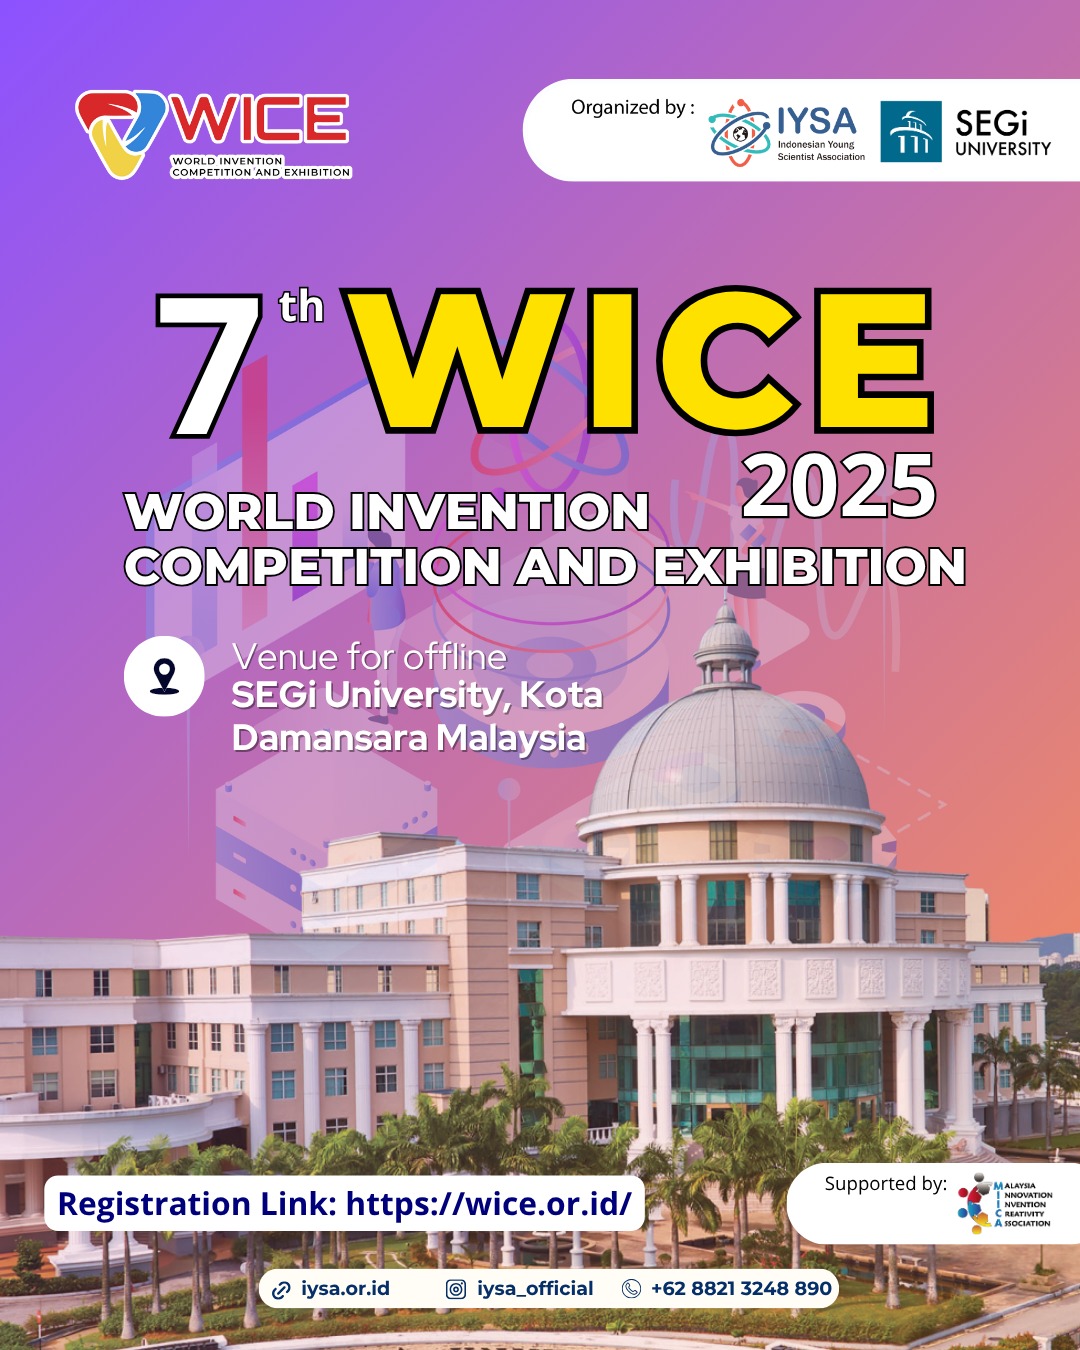 WICE
WORLD INVENTION
COMPETITION AND EXHIBITION
Organized by :
IYSA
Indonesian Young
Scientist Association
SEGi
UNIVERSITY
7th WICE
2025
WORLD INVENTION
COMPETITION AND EXHIBITION
Venue for offline
SEGi University, Kota
Damansara Malaysia
Registration Link: https://wice.or.id/
Supported by:
MALAYSIA
INNOVATION
INVENTION
CREATIVITY
ASSOCIATION
iysa.or.id
iysa_official
+62 8821 3248 890